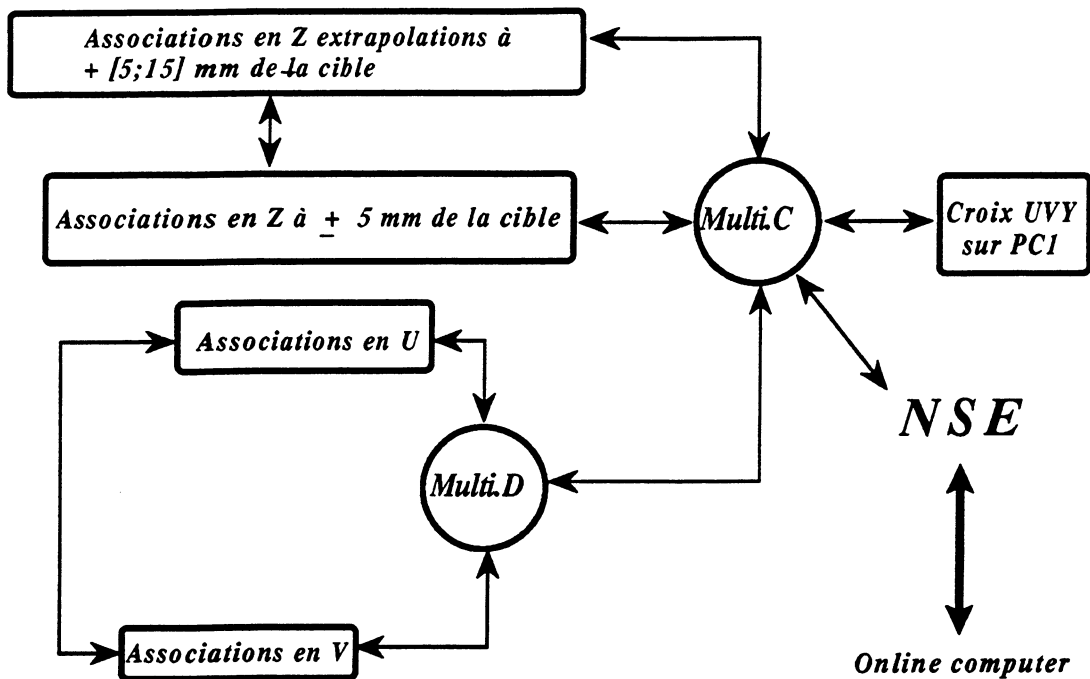 Associations en Z extrapolations à
+ [5;15] mm de la cible
Associations en Z à ± 5 mm de la cible
Multi.C
Croix UVY
sur PC1
Associations en U
NSE
Multi.D
Associations en V
Online computer